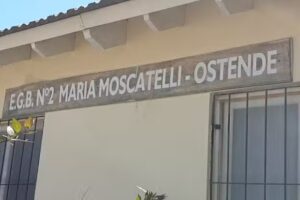 E.G.B. Nº2 MARIA MOSCATELLI - OSTENDE